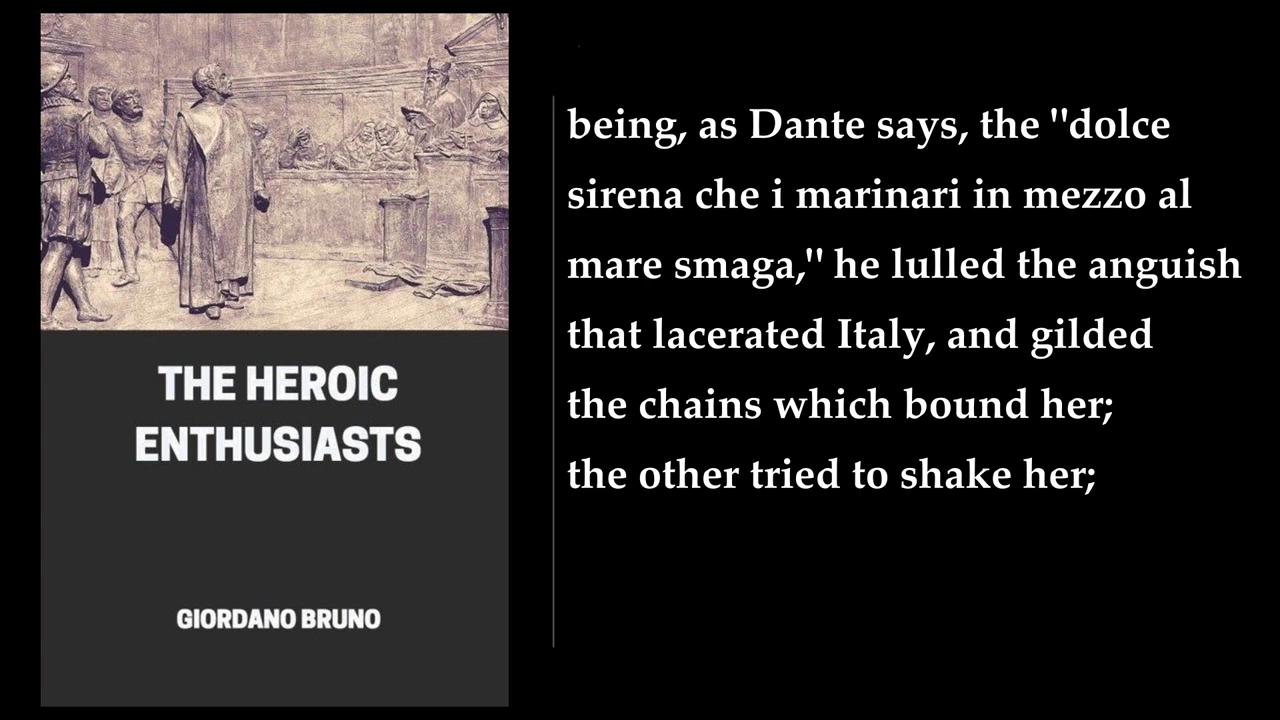 THE HEROIC
ENTHUSIASTS
GIORDANO BRUNO
being, as Dante says, the "dolce
sirena che i marinari in mezzo al
mare smaga," he lulled the anguish
that lacerated Italy, and gilded
the chains which bound her;
the other tried to shake her;